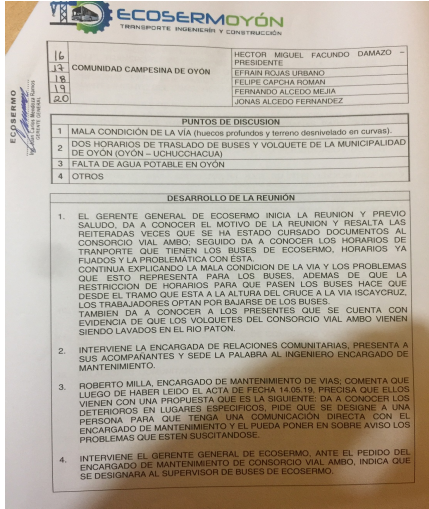 ECOSERMOYÓN
TRANSPORTE INGENIERÍA Y CONSTRUCCIÓN
16 HECTOR MIGUEL FACUNDO DAMAZO –
PRESIDENTE
17 COMUNIDAD CAMPESINA DE OYÓN EFRAIN ROJAS URBANO
18 FELIPE CAPCHA ROMAN
19 FERNANDO ALCEDO MEJIA
20 JONAS ALCEDO FERNANDEZ
ECOSERMO
GERENTE GENERAL
PUNTOS DE DISCUSION
1 MALA CONDICIÓN DE LA VÍA (huecos profundos y terreno desnivelado en curvas).
2 DOS HORARIOS DE TRASLADO DE BUSES Y VOLQUETE DE LA MUNICIPALIDAD
DE OYÓN (OYÓN – UCHUCCHACUA)
3 FALTA DE AGUA POTABLE EN OYÓN
4 OTROS
DESARROLLO DE LA REUNIÓN
1. EL GERENTE GENERAL DE ECOSERMO INICIA LA REUNION Y PREVIO
SALUDO, DA A CONOCER EL MOTIVO DE LA REUNION Y RESALTA LAS
REITERADAS VECES QUE SE HA ESTADO CURSADO DOCUMENTOS AL
CONSORCIO VIAL AMBO; SEGUIDO DA A CONOCER LOS HORARIOS DE
TRANPORTE QUE TIENEN LOS BUSES DE ECOSERMO, HORARIOS YA
FIJADOS Y LA PROBLEMÁTICA CON ÉSTA.
CONTINUA EXPLICANDO LA MALA CONDICION DE LA VIA Y LOS PROBLEMAS
QUE ESTO REPRESENTA PARA LOS BUSES, ADEMAS DE QUE LA
RESTRICCION DE HORARIOS PARA QUE PASEN LOS BUSES HACE QUE
DESDE EL TRAMO QUE ESTA A LA ALTURA DEL CRUCE A LA VIA ISCAYCRUZ,
LOS TRABAJADORES OPTAN POR BAJARSE DE LOS BUSES.
TAMBIEN DA A CONOCER A LOS PRESENTES QUE SE CUENTA CON
EVIDENCIA DE QUE LOS VOLQUETES DEL CONSORCIO VIAL AMBO VIENEN
SIENDO LAVADOS EN EL RIO PATON.
2. INTERVIENE LA ENCARGADA DE RELACIONES COMUNITARIAS, PRESENTA A
SUS ACOMPAÑANTES Y SEDE LA PALABRA AL INGENIERO ENCARGADO DE
MANTENIMIENTO.
3. ROBERTO MILLA, ENCARGADO DE MANTENIMIENTO DE VIAS; COMENTA QUE
LUEGO DE HABER LEIDO EL ACTA DE FECHA 14.05.19, PRECISA QUE ELLOS
VIENEN CON UNA PROPUESTA QUE ES LA SIGUIENTE; DA A CONOCER LOS
DETERIOROS EN LUGARES ESPECIFICOS, PIDE QUE SE DESIGNE A UNA
PERSONA PARA QUE TENGA UNA COMUNICACIÓN DIRECTA CON EL
ENCARGADO DE MANTENIMIENTO Y EL PUEDA PONER EN SOBRE AVISO LOS
PROBLEMAS QUE ESTEN SUSCITANDOSE.
4. INTERVIENE EL GERENTE GENERAL DE ECOSERMO, ANTE EL PEDIDO DEL
ENCARGADO DE MANTENIMIENTO DE CONSORCIO VIAL AMBO, INDICA QUE
SE DESIGNARA AL SUPERVISOR DE BUSES DE ECOSERMO.